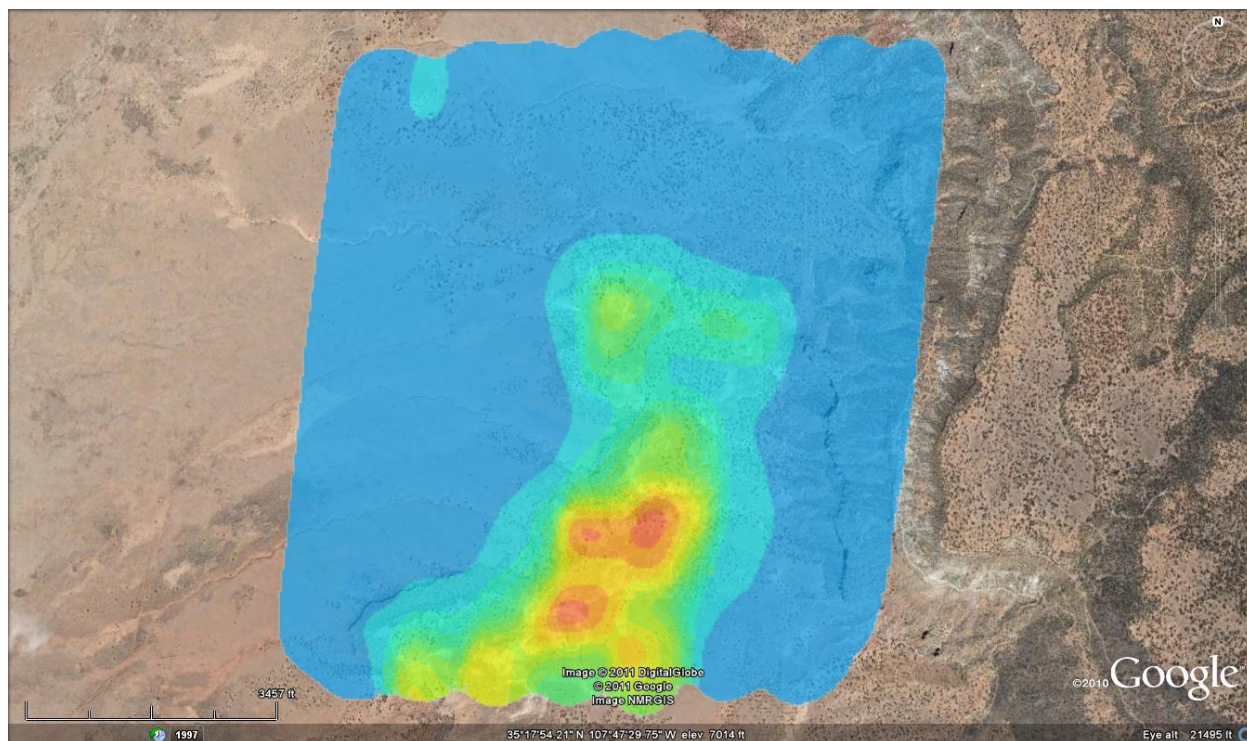 N
Image © 2011 DigitalGlobe
© 2011 Google
Image NMRGIS
©2010 Google
3457 ft
1997
35°17'54.21" N 107°47'29.75" W elev 7014 ft
Eye alt 21495 ft